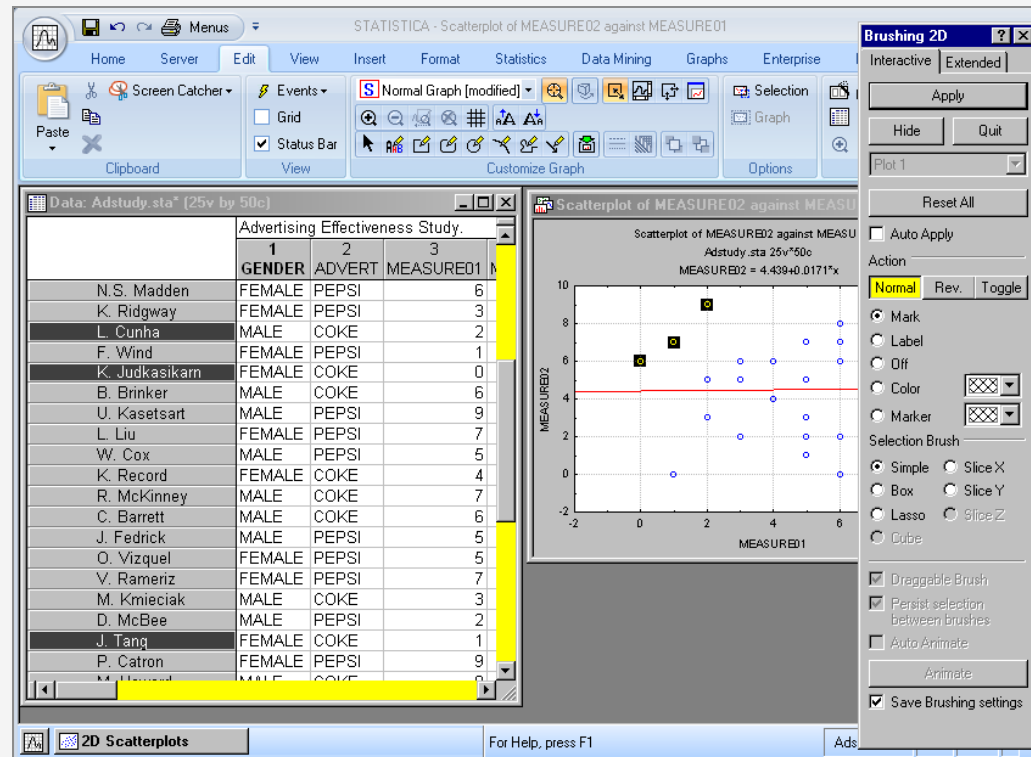 Menus
STATISTICA - Scatterplot of MEASURE02 against MEASURE01
Home Server Edit View Insert Format Statistics Data Mining Graphs Enterprise
Screen Catcher
Paste
Clipboard
Events
Grid
Status Bar
View
Normal Graph [modified]
Customize Graph
Selection
Graph
Options
Data: Adstudy.sta* (25v by 50c)
Advertising Effectiveness Study.
1 2 3
GENDER ADVERT MEASURE01
N.S. Madden FEMALE PEPSI 6
K. Ridgway FEMALE PEPSI 3
L. Cunha MALE COKE 2
F. Wind FEMALE PEPSI 1
K. Judkasikarn FEMALE COKE 0
B. Brinker MALE COKE 6
U. Kasetsart MALE PEPSI 9
L. Liu FEMALE PEPSI 7
W. Cox MALE PEPSI 5
K. Record FEMALE COKE 4
R. McKinney MALE COKE 7
C. Barrett MALE COKE 6
J. Fedrick MALE PEPSI 5
O. Vizquel FEMALE PEPSI 5
V. Rameriz FEMALE PEPSI 7
M. Kmieciak MALE COKE 3
D. McBee MALE PEPSI 2
J. Tang FEMALE COKE 1
P. Catron FEMALE PEPSI 9
Scatterplot of MEASURE02 against MEASU
Scatterplot of MEASURE02 against MEASU
Adstudy.sta 25v*50c
MEASURE02 = 4.439+0.0171*x
10
8
6
4
2
0
-2
MEASURE02
-2 0 2 4 6
MEASURE01
Brushing 2D
Interactive Extended
Apply
Hide Quit
Plot 1
Reset All
Auto Apply
Action
Normal Rev. Toggle
Mark
Label
Off
Color
Marker
Selection Brush
Simple Slice X
Box Slice Y
Lasso Slice Z
Cube
Draggable Brush
Persist selection
between brushes
Auto Animate
Animate
Save Brushing settings
2D Scatterplots
For Help, press F1
Ads